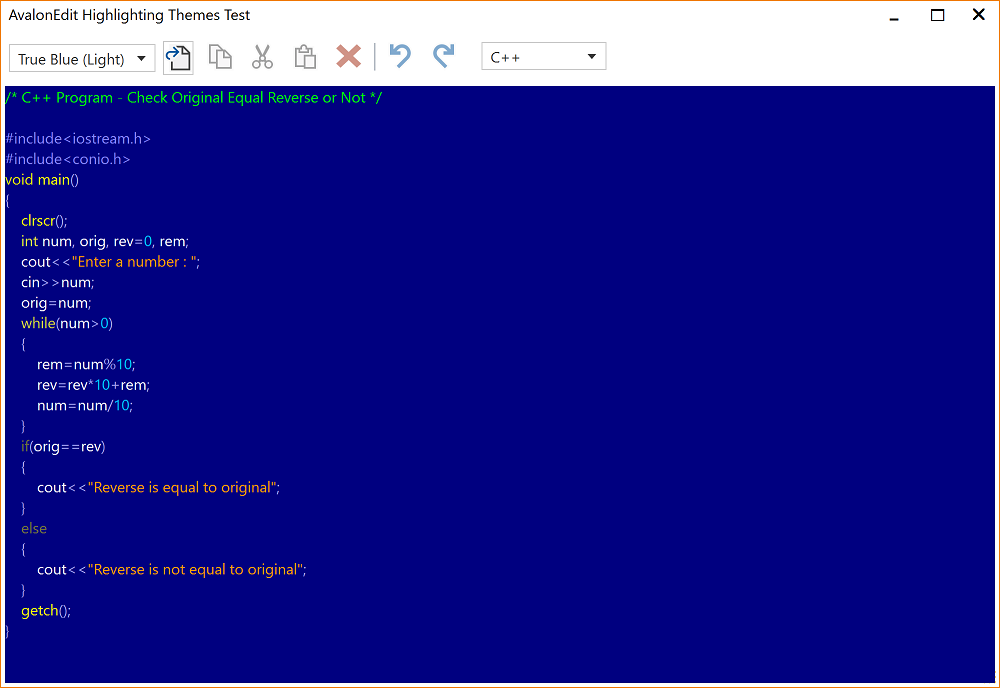 AvalonEdit Highlighting Themes Test
True Blue (Light) C++
/* C++ Program - Check Original Equal Reverse or Not */
#include<iostream.h>
#include<conio.h>
void main()
{
clrscr();
int num, orig, rev=0, rem;
cout<<"Enter a number : ";
cin>>num;
orig=num;
while(num>0)
{
rem=num%10;
rev=rev*10+rem;
num=num/10;
}
if(orig==rev)
{
cout<<"Reverse is equal to original";
}
else
{
cout<<"Reverse is not equal to original";
}
getch();
}